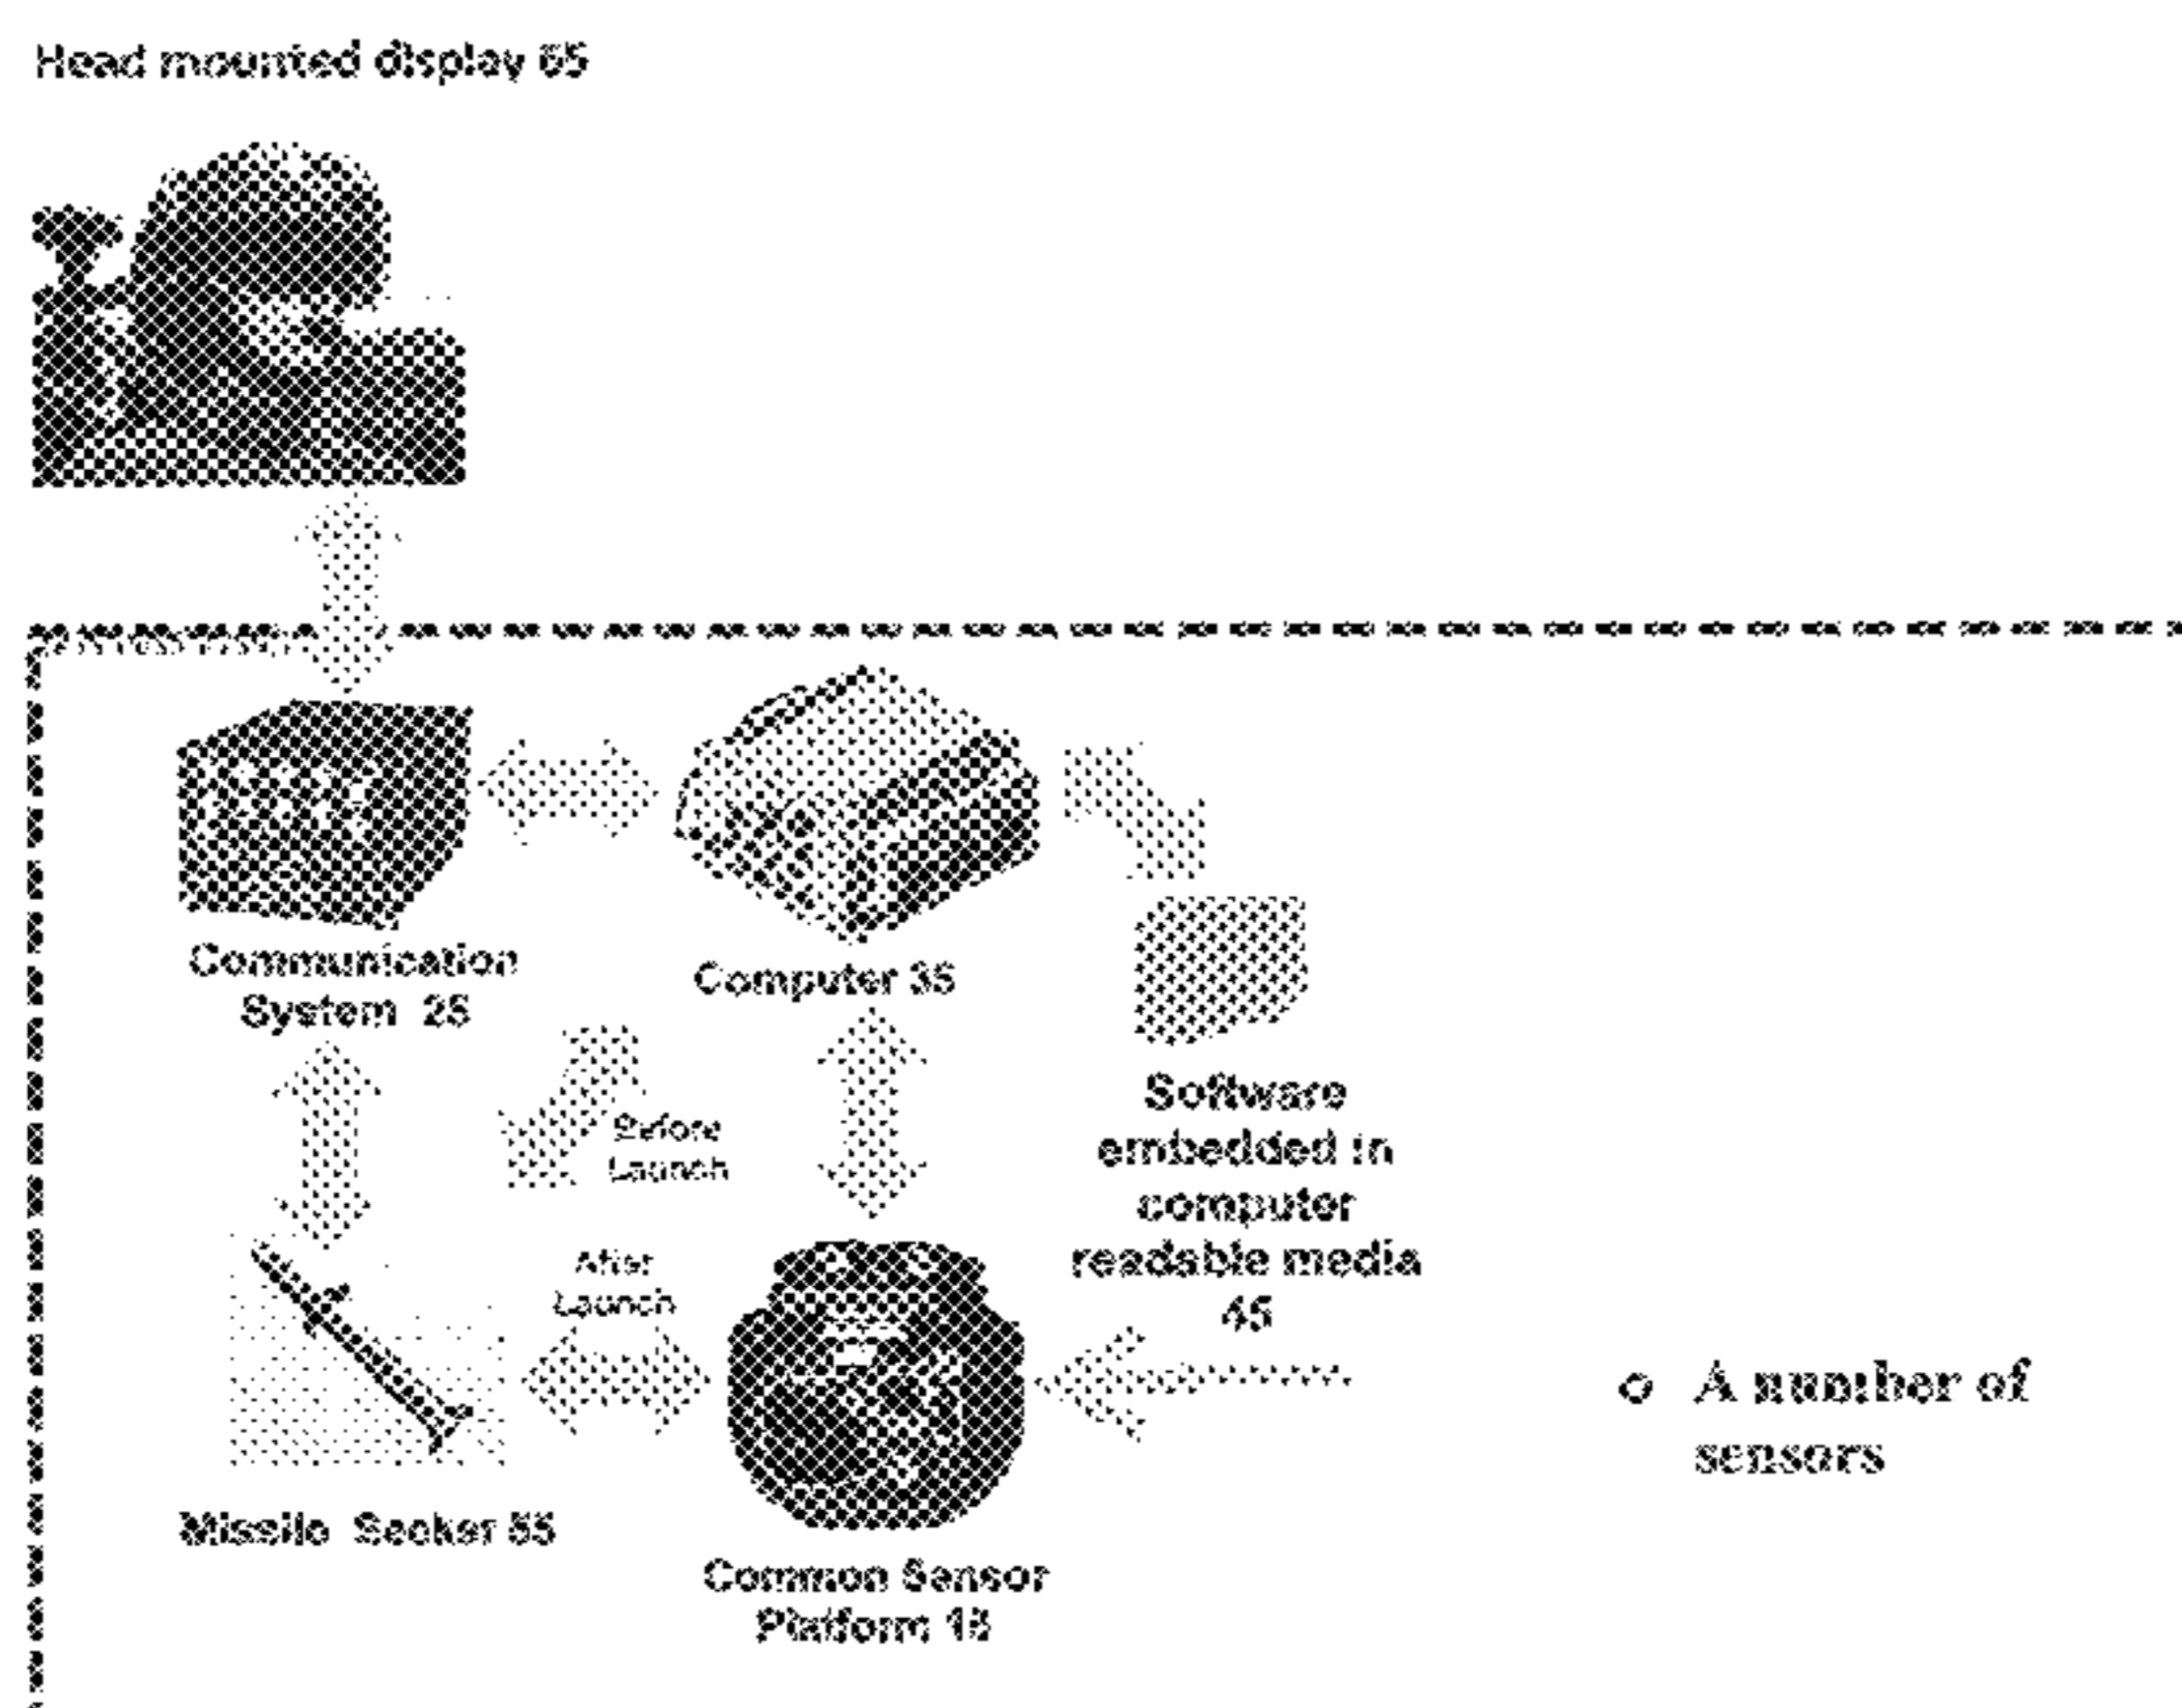 Head mounted display 65
Communication
System 25
Computer 35
Before
Launch
Software
embedded in
computer
readable media
45
After
Launch
A number of
sensors
Missile Seeker 55
Common Sensor
Platform 15